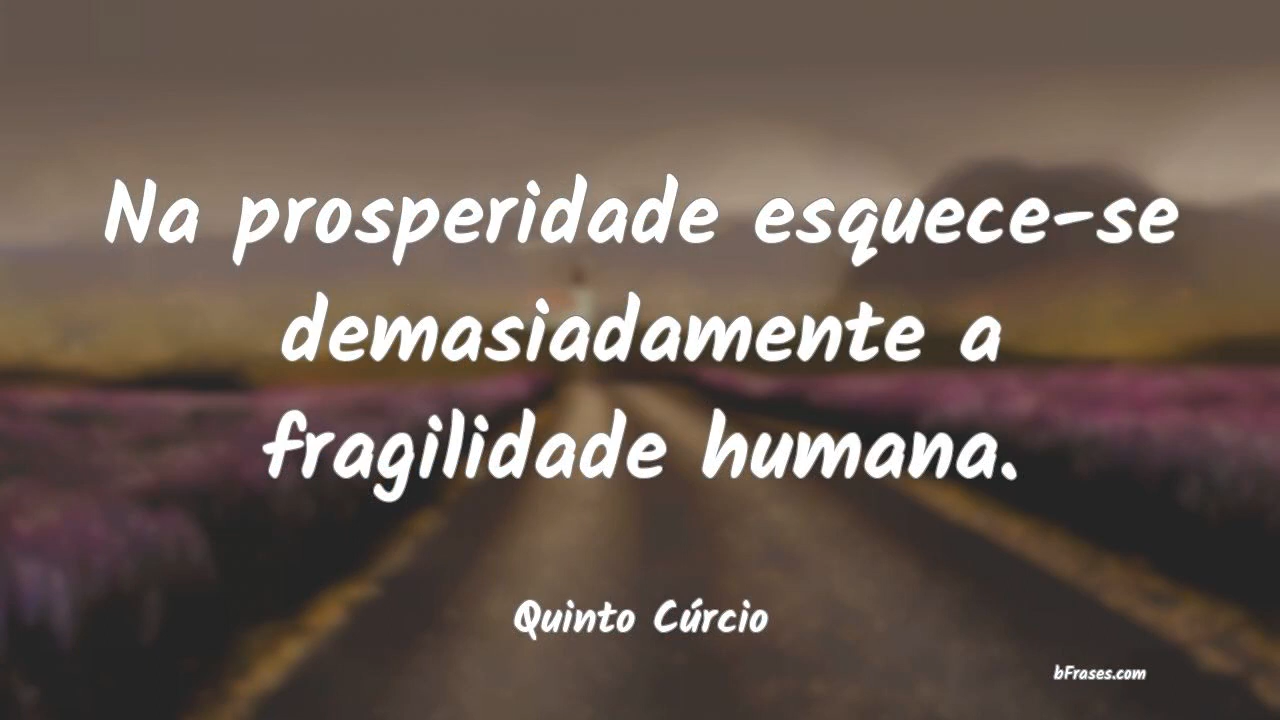 Na prosperidade esquece-se
demasiadamente a
fragilidade humana.
Quinto Cúrcio
bFrases.com